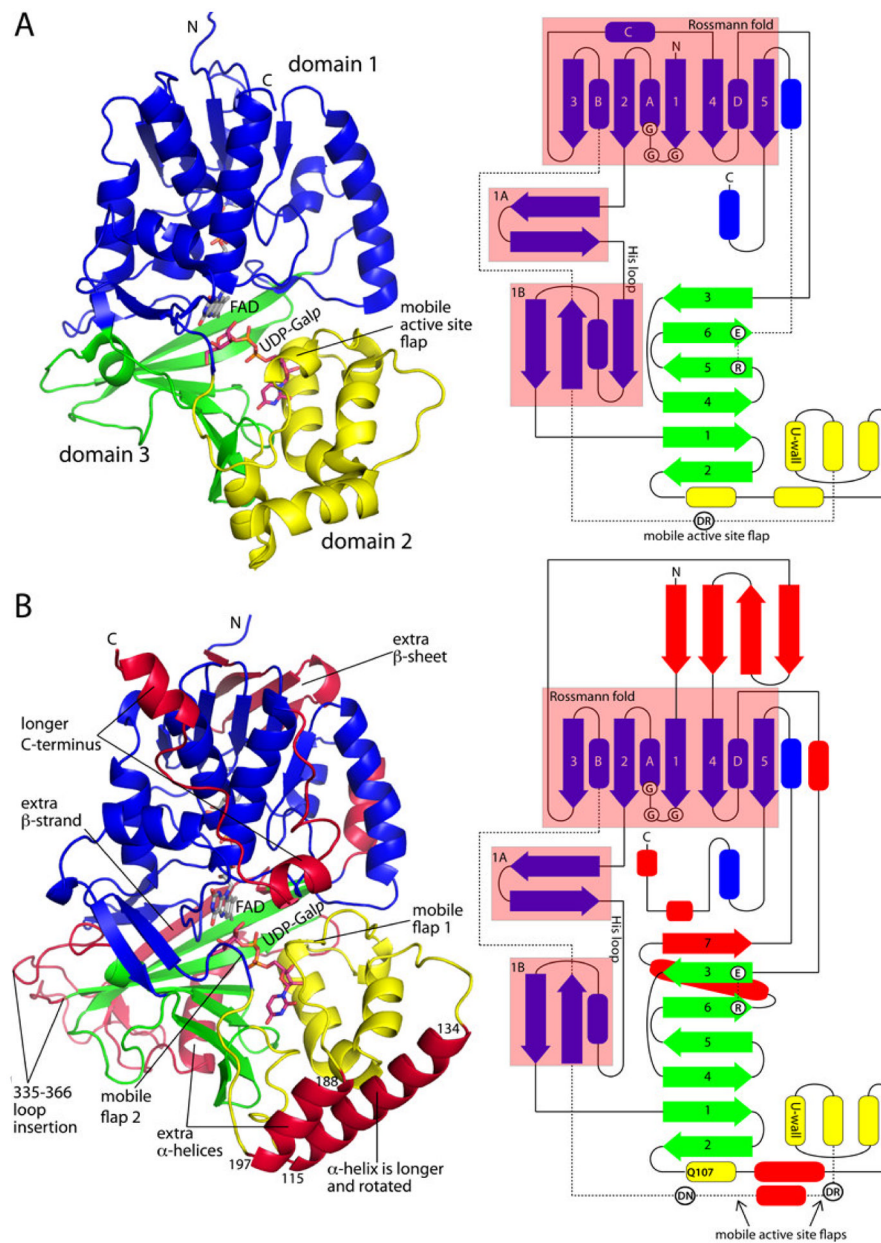 A
N
C
domain 1
FAD
UDP-Galp
mobile
active site
flap
domain 3
domain 2
Rossmann fold
C
N
3
B
2
A
1
4
D
5
G
G
G
1A
C
His loop
1B
3
6
E
5
R
4
1
2
U-wall
DR
mobile active site flap
B
N
C
extra
β-sheet
longer
C-terminus
extra
β-strand
FAD
UDP-Galp
mobile
flap 1
134
188
335-366
loop
insertion
mobile
flap 2
extra
α-helices
197
115
α-helix is longer
and rotated
N
Rossmann fold
3
B
2
A
1
4
D
5
G
G
G
C
1A
His loop
1B
7
3
E
6
R
5
4
1
2
U-wall
Q107
DN
DR
mobile active site flaps